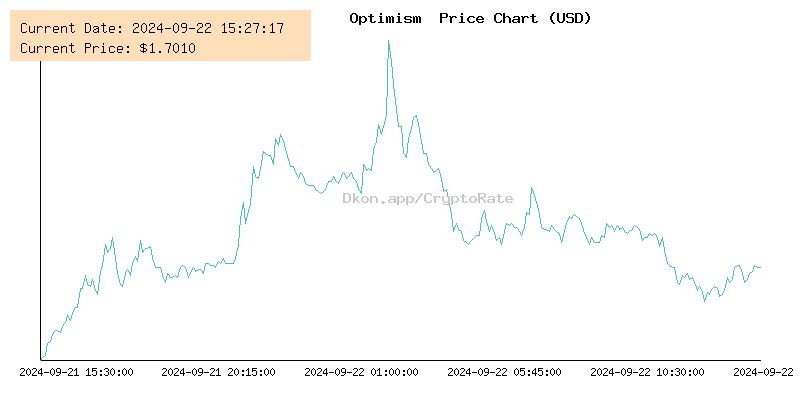 Optimism  Price Chart (USD)
Current Date: 2024-09-22 15:27:17
Current Price: $1.7010
Dkon.app/CryptoRate
2024-09-21 15:30:00 2024-09-21 20:15:00 2024-09-22 01:00:00 2024-09-22 05:45:00 2024-09-22 10:30:00 2024-09-22